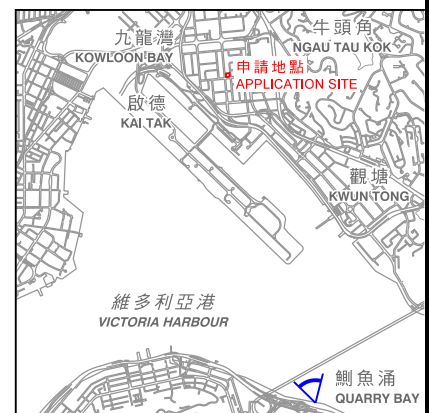 九龍灣
KOWLOON BAY
牛頭角
NGAU TAU KOK
申請地點
APPLICATION SITE
啟德
KAI TAK
觀塘
KWUN TONG
維多利亞港
VICTORIA HARBOUR
鰂魚涌
QUARRY BAY